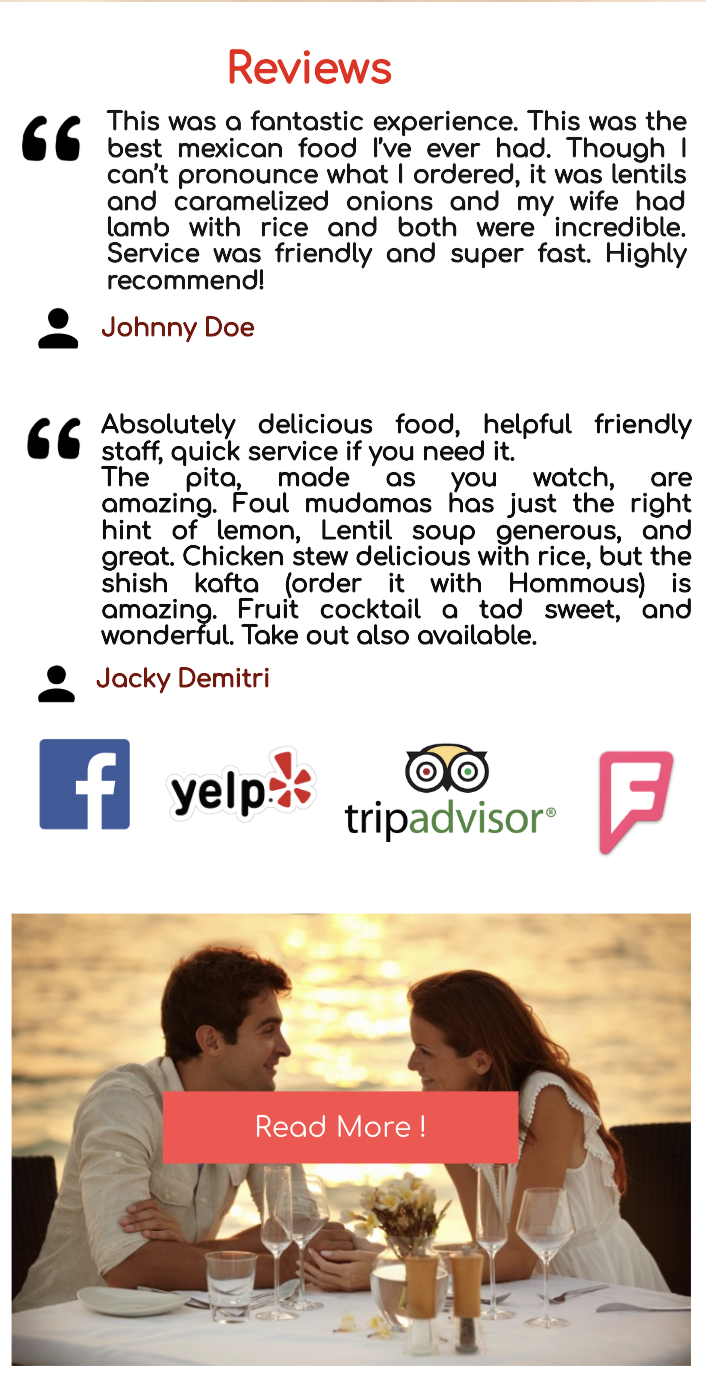 Reviews
This was a fantastic experience. This was the
best mexican food I've ever had. Though I
can't pronounce what I ordered, it was lentils
and caramelized onions and my wife had
lamb with rice and both were incredible.
Service was friendly and super fast. Highly
recommend!
Johnny Doe
Absolutely delicious food, helpful friendly
staff, quick service if you need it.
The pita, made as you watch, are
amazing. Foul mudamas has just the right
hint of lemon, Lentil soup generous, and
great. Chicken stew delicious with rice, but the
shish kafta (order it with Hommous) is
amazing. Fruit cocktail a tad sweet, and
wonderful. Take out also available.
Jacky Demitri
f yelp tripadvisor® F
Read More !